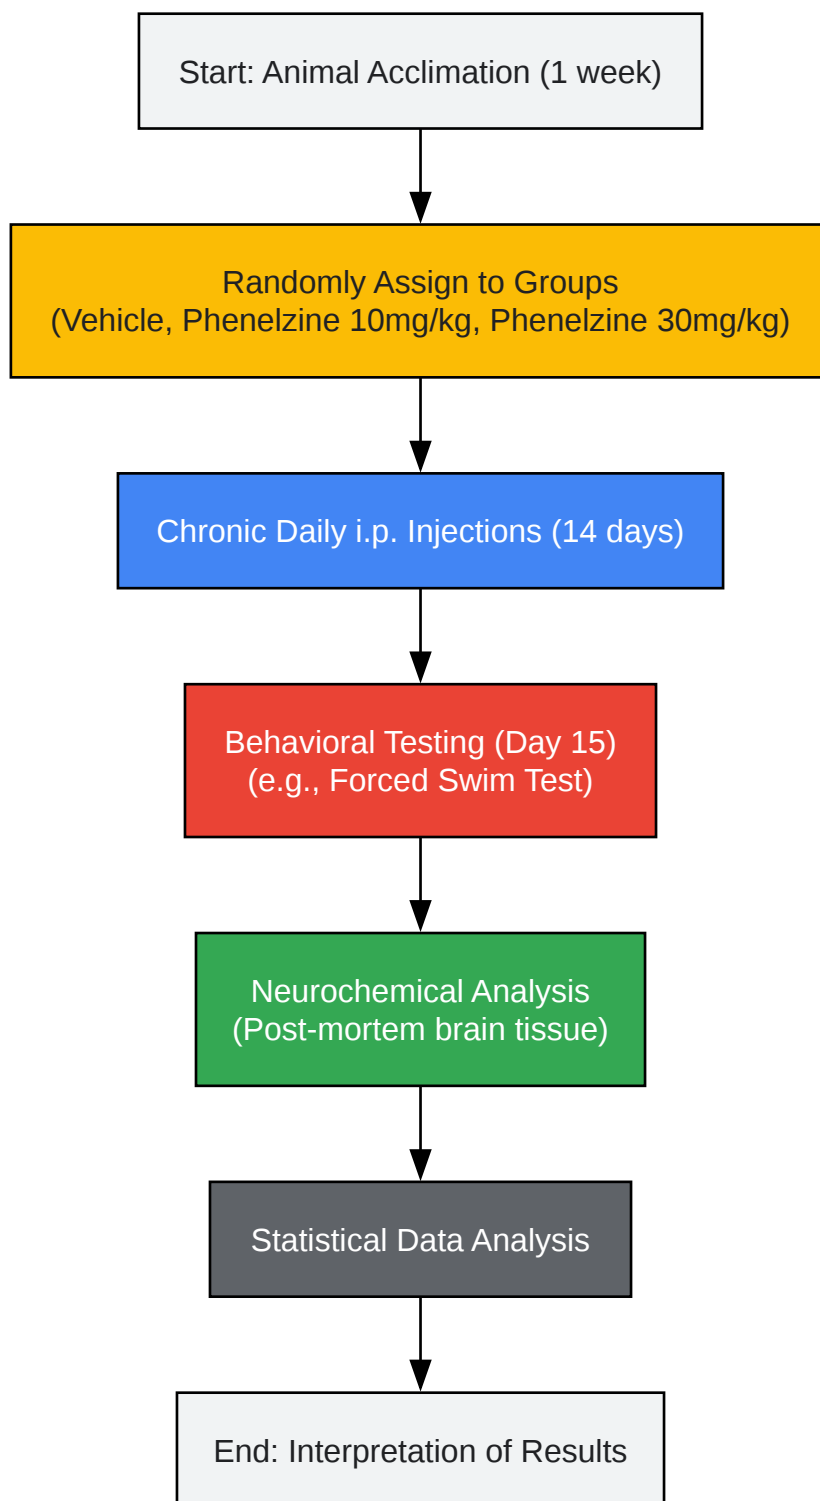 Start: Animal Acclimation (1 week)
Randomly Assign to Groups
(Vehicle, Phenelzine 10mg/kg, Phenelzine 30mg/kg)
Chronic Daily i.p. Injections (14 days)
Behavioral Testing (Day 15)
(e.g., Forced Swim Test)
Neurochemical Analysis
(Post-mortem brain tissue)
Statistical Data Analysis
End: Interpretation of Results